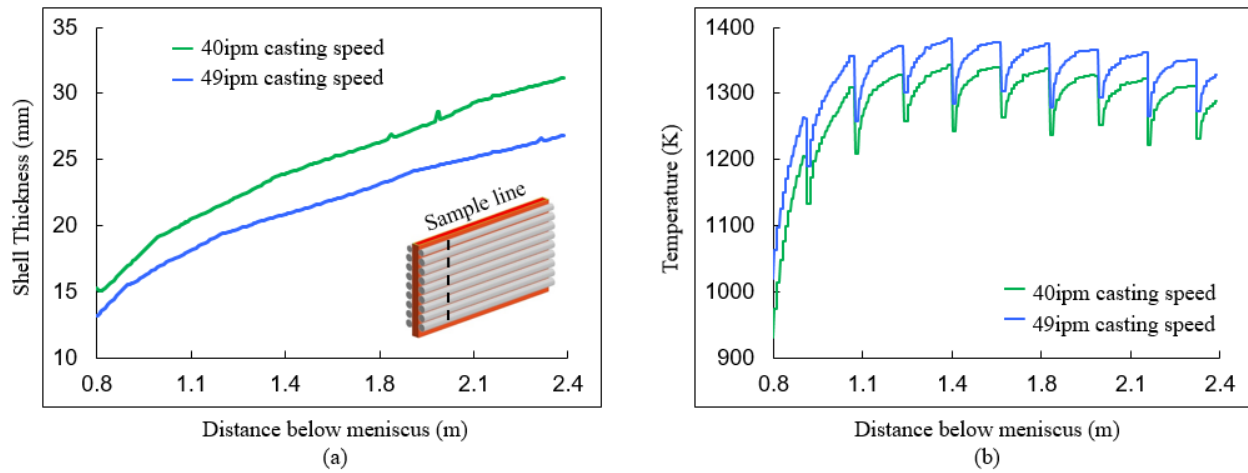 35
30
25
20
15
10
Shell Thickness (mm)
40ipm casting speed
49ipm casting speed
Sample line
0.8 1.1 1.4 1.8 2.1 2.4
Distance below meniscus (m)
(a)
1400
1300
1200
1100
1000
900
Temperature (K)
40ipm casting speed
49ipm casting speed
0.8 1.1 1.4 1.8 2.1 2.4
Distance below meniscus (m)
(b)